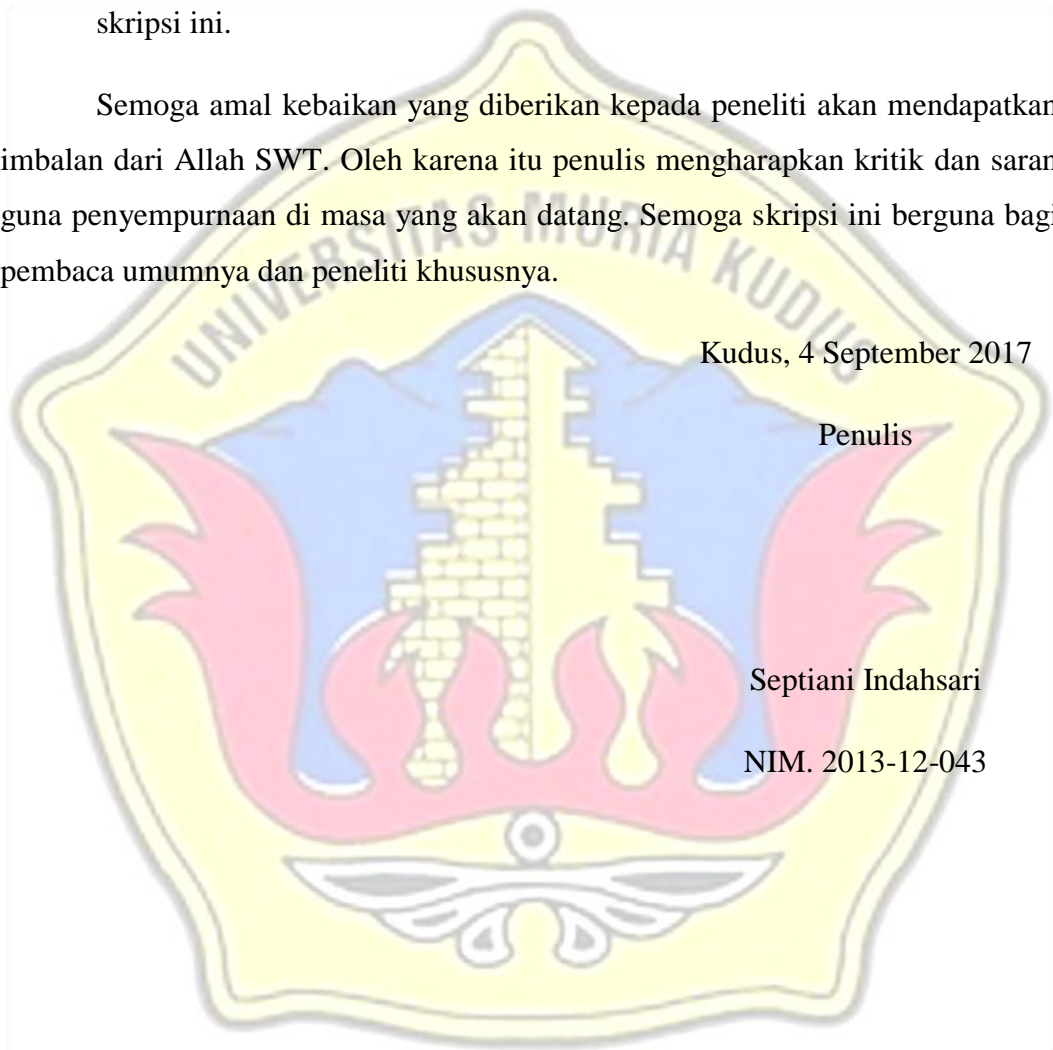 skripsi ini.
Semoga amal kebaikan yang diberikan kepada peneliti akan mendapatkan
imbalan dari Allah SWT. Oleh karena itu penulis mengharapkan kritik dan saran
guna penyempurnaan di masa yang akan datang. Semoga skripsi ini berguna bagi
pembaca umumnya dan peneliti khususnya.
UNIVERSITAS MURIA KUDUS
Kudus, 4 September 2017
Penulis
Septiani Indahsari
NIM. 2013-12-043